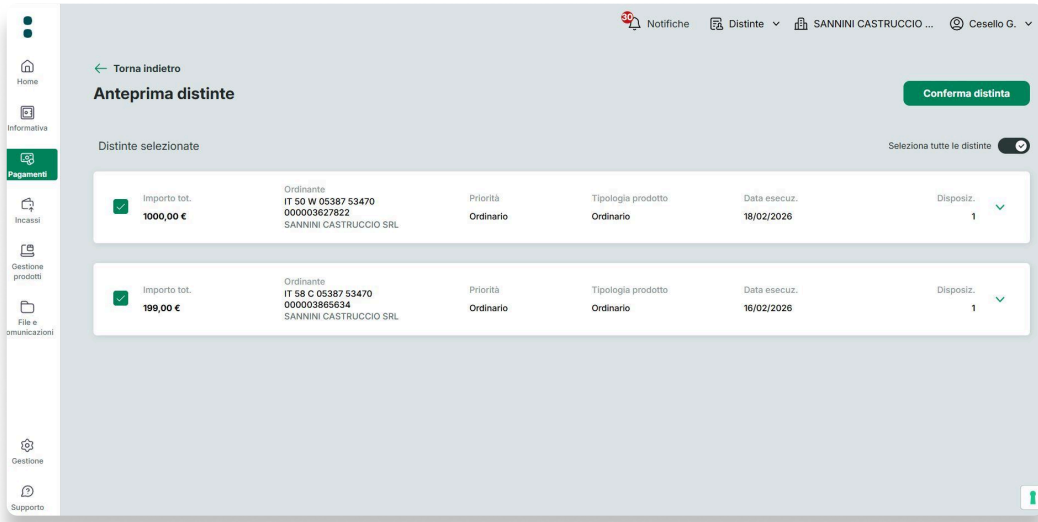 30
Notifiche
Distinte
SANNINI CASTRUCCIO ...
Cesello G.
Home
Informativa
Pagamenti
Incassi
Gestione
prodotti
File e
omunicazioni
Gestione
Supporto
Torna indietro
Anteprima distinte
Conferma distinta
Distinte selezionate
Seleziona tutte le distinte
Importo tot.
1000,00 €
Ordinante
IT 50 W 05387 53470
000003627822
SANNINI CASTRUCCIO SRL
Priorità
Ordinario
Tipologia prodotto
Ordinario
Data esecuz.
18/02/2026
Disposiz.
1
Importo tot.
199,00 €
Ordinante
IT 58 C 05387 53470
000003865634
SANNINI CASTRUCCIO SRL
Priorità
Ordinario
Tipologia prodotto
Ordinario
Data esecuz.
16/02/2026
Disposiz.
1